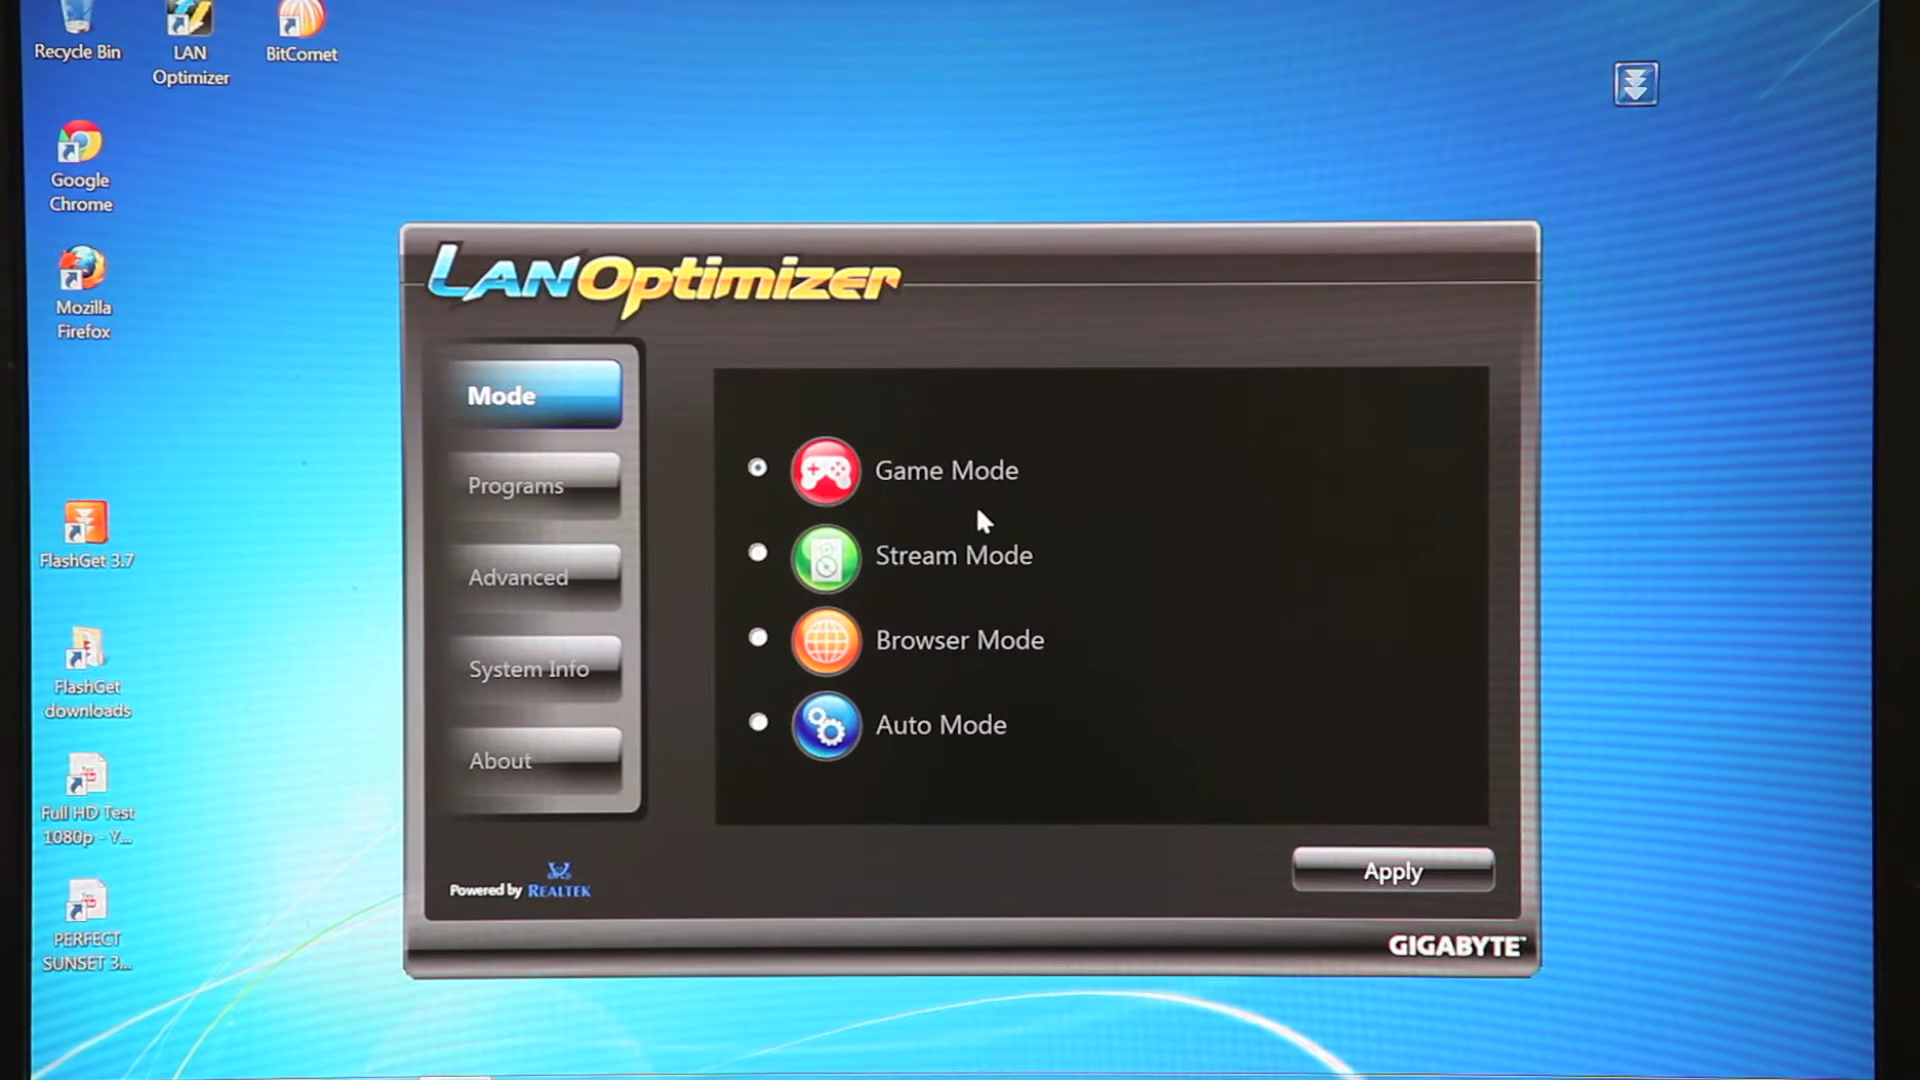 Recycle Bin
LAN
Optimizer
BitComet
Google
Chrome
Mozilla
Firefox
FlashGet 3.7
FlashGet
downloads
Full HD Test
1080p - Y...
PERFECT
SUNSET 3...
LANOptimizer
Mode
Programs
Advanced
System Info
About
Game Mode
Stream Mode
Browser Mode
Auto Mode
Powered by REALTEK
Apply
GIGABYTE™